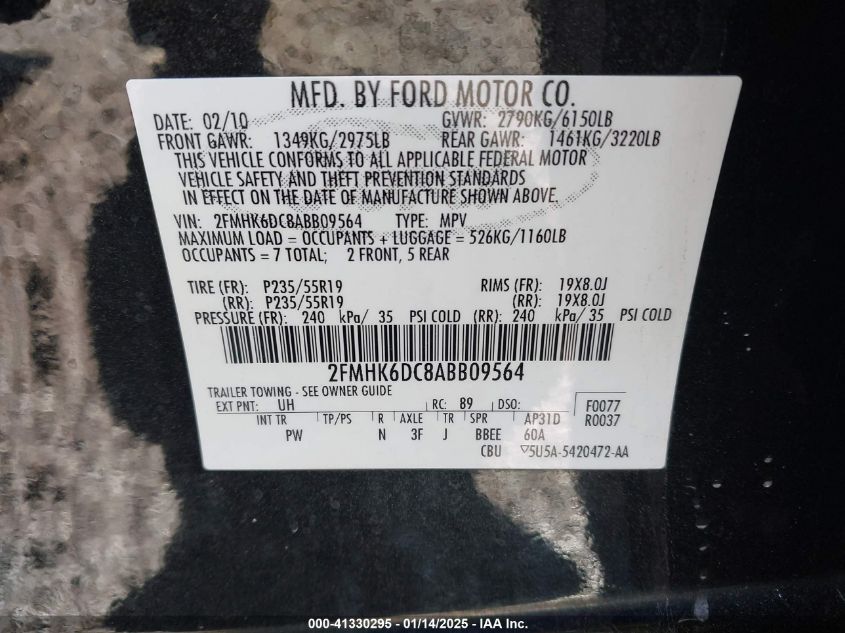 MFD. BY FORD MOTOR CO.
DATE: 02/10 GVWR: 2790KG/6150LB
FRONT GAWR: 1349KG/2975LB REAR GAWR: 1461KG/3220LB
THIS VEHICLE CONFORMS TO ALL APPLICABLE FEDERAL MOTOR
VEHICLE SAFETY AND THEFT PREVENTION STANDARDS
IN EFFECT ON THE DATE OF MANUFACTURE SHOWN ABOVE.
VIN: 2FMHK6DC8ABB09564 TYPE: MPV
MAXIMUM LOAD = OCCUPANTS + LUGGAGE = 526KG/1160LB
OCCUPANTS = 7 TOTAL; 2 FRONT, 5 REAR
TIRE (FR): P235/55R19 RIMS (FR): 19X8.0J
(RR): P235/55R19 (RR): 19X8.0J
PRESSURE (FR): 240 kPa/ 35 PSI COLD (RR): 240 kPa/ 35 PSI COLD
2FMHK6DC8ABB09564
TRAILER TOWING - SEE OWNER GUIDE
EXT PNT: UH RC: 89 DSO: F0077
INT TR TP/PS R AXLE TR SPR AP31D R0037
PW N 3F J BBEE 60A
CBU ▽5U5A-5420472-AA
000-41330295 - 01/14/2025 - IAAI, Inc.